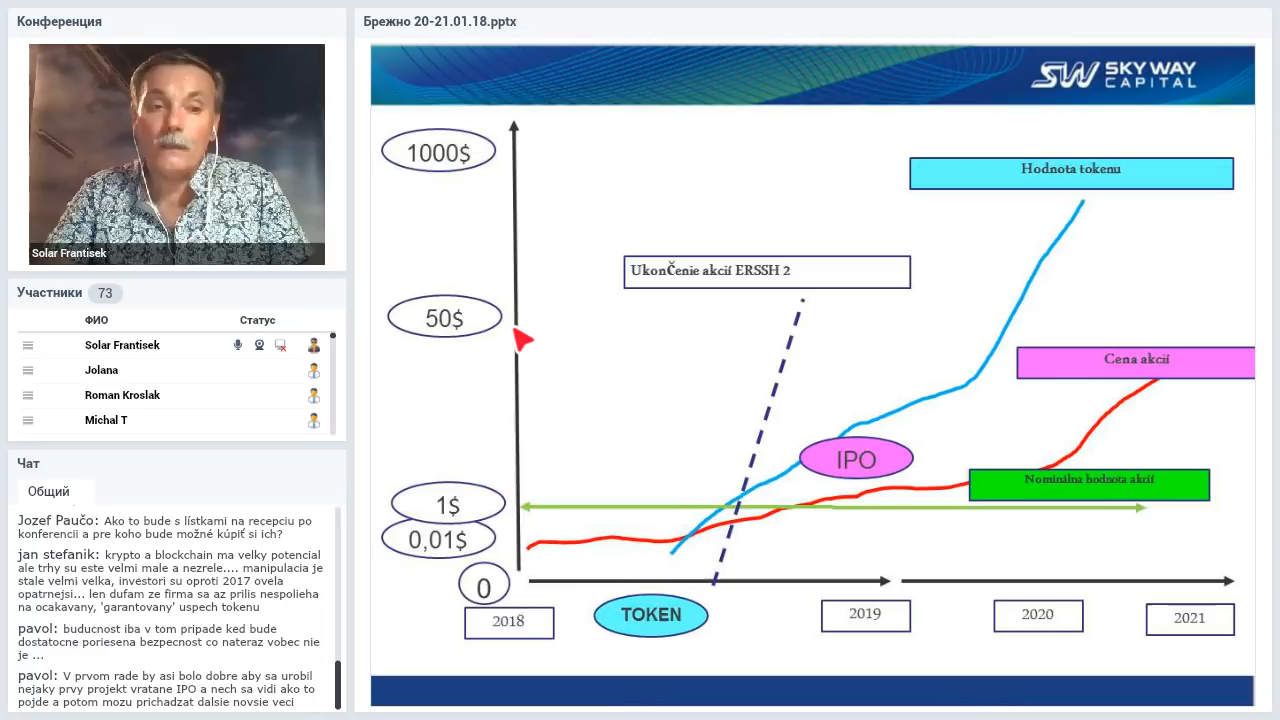 Конференция
Solar Frantisek
Участники 73
ФИО Статус
Solar Frantisek
Jolana
Roman Kroslak
Michal T
Чат
Общий
Jozef Paučo: Ako to bude s lístkami na recepciu po
konferencii a pre koho bude možné kúpiť si ich?
jan stefanik: krypto a blockchain ma velky potencial
ale trhy su este velmi male a nezrele.... manipulacia je
stale velmi velka, investori su oproti 2017 ovela
opatrnejsi... len dufam ze firma sa az prilis nespolieha
na ocakavany, 'garantovany' uspech tokenu
pavol: buducnost iba v tom pripade ked bude
dostatocne poriesena bezpecnost co nateraz vobec nie
je ...
pavol: V prvom rade by asi bolo dobre aby sa urobil
nejaky prvy projekt vratane IPO a nech sa vidi ako to
pojde a potom mozu prichadzat dalsie novsie veci
Брежно 20-21.01.18.pptx
SW SKY WAY
CAPITAL
1000$
Hodnota tokenu
UkonČenie akcií ERSSH 2
50$
Cena akcií
IPO
Nominálna hodnota akcií
1$
0,01$
0
2018
TOKEN
2019
2020
2021